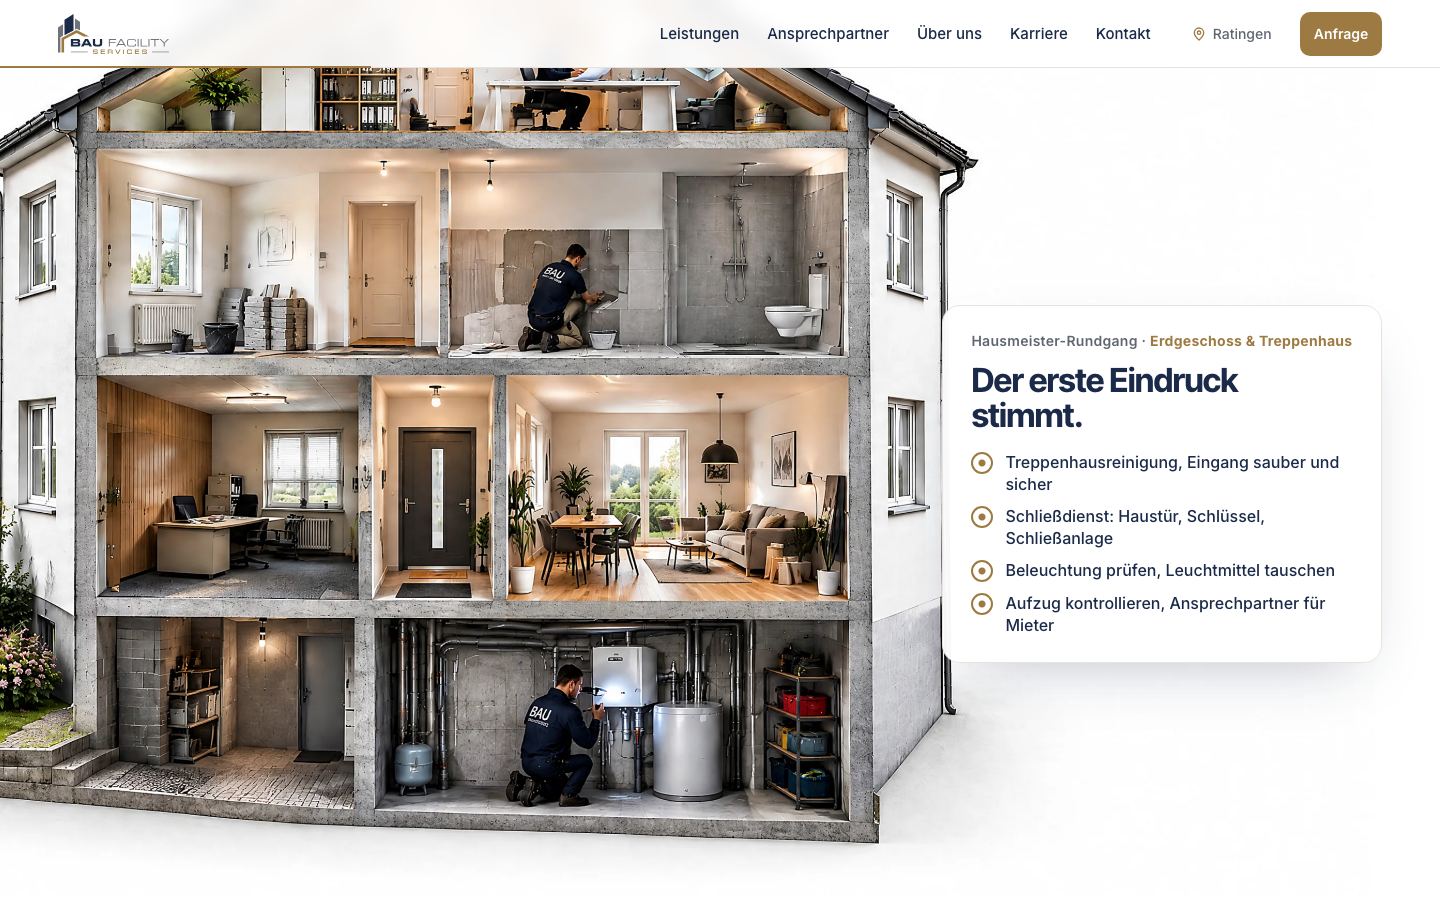 BAU FACILITY
SERVICES
Leistungen
Ansprechpartner
Über uns
Karriere
Kontakt
Ratingen
Anfrage
BAU
Hausmeister-Rundgang · Erdgeschoss & Treppenhaus
Der erste Eindruck
stimmt.
Treppenhausreinigung, Eingang sauber und
sicher
Schließdienst: Haustür, Schlüssel,
Schließanlage
Beleuchtung prüfen, Leuchtmittel tauschen
Aufzug kontrollieren, Ansprechpartner für
Mieter
BAU